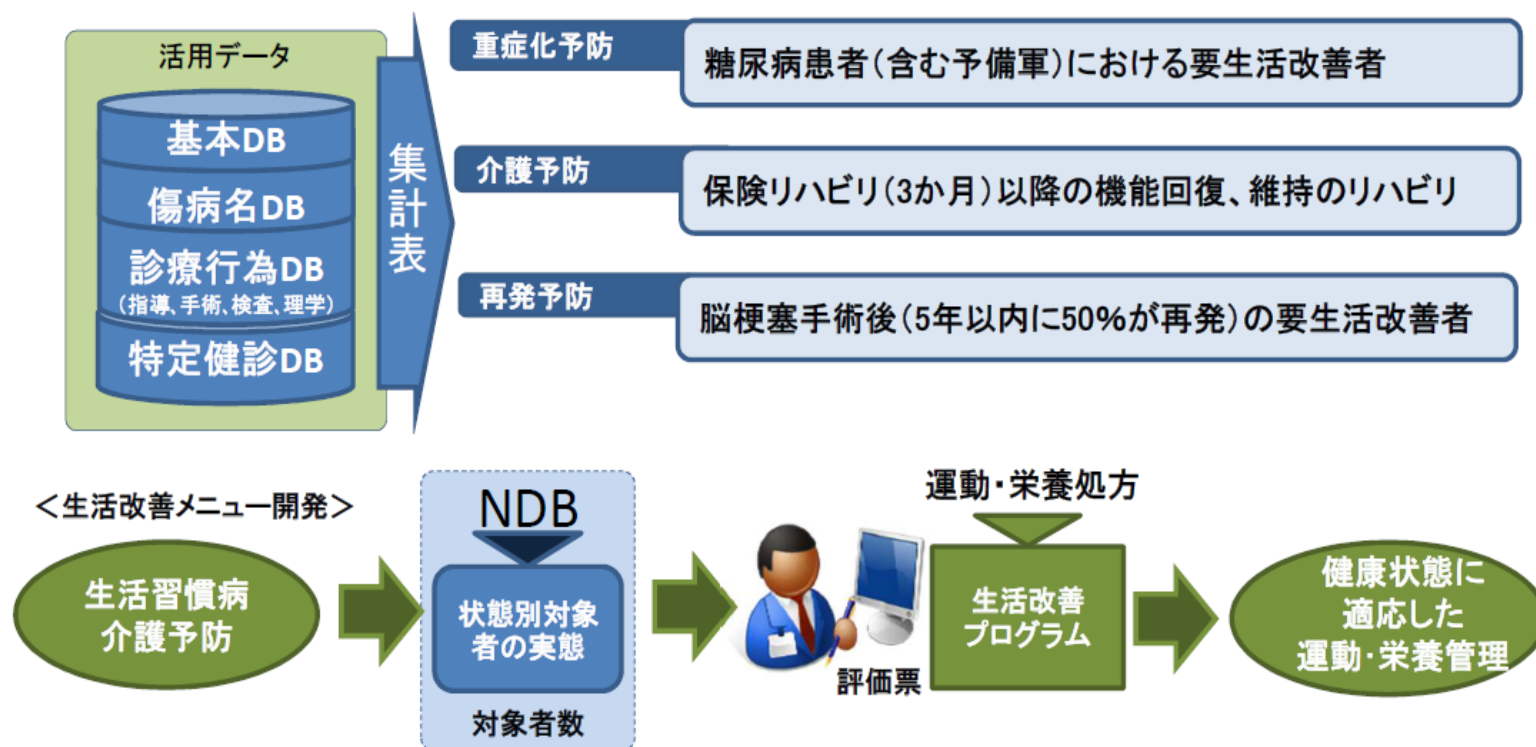 活用データ
基本DB
傷病名DB
診療行為DB
(指導、手術、検査、理学)
特定健診DB
集計表
重症化予防
糖尿病患者(含む予備軍)における要生活改善者
介護予防
保険リハビリ(3か月)以降の機能回復、維持のリハビリ
再発予防
脳梗塞手術後(5年以内に50%が再発)の要生活改善者
<生活改善メニュー開発>
生活習慣病
介護予防
NDB
状態別対象
者の実態
対象者数
評価票
運動・栄養処方
生活改善
プログラム
健康状態に
適応した
運動・栄養管理